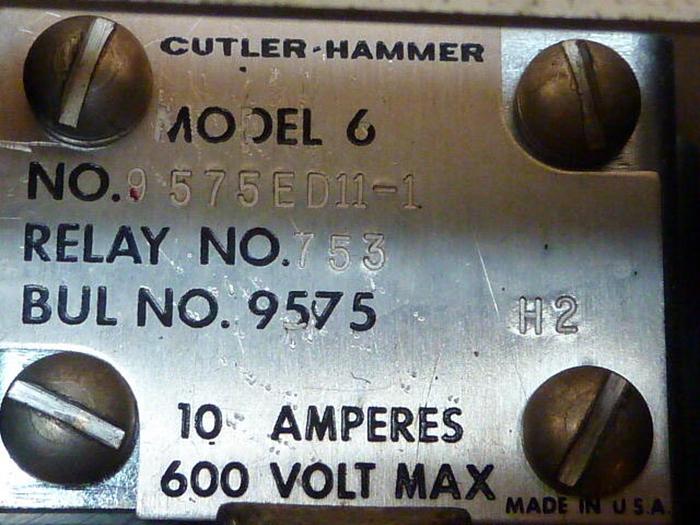 CUTLER-HAMMER
MODEL 6
NO. 9575ED11-1
RELAY NO. 753
BUL NO. 9575 H2
10 AMPERES
600 VOLT MAX
MADE IN U.S.A.